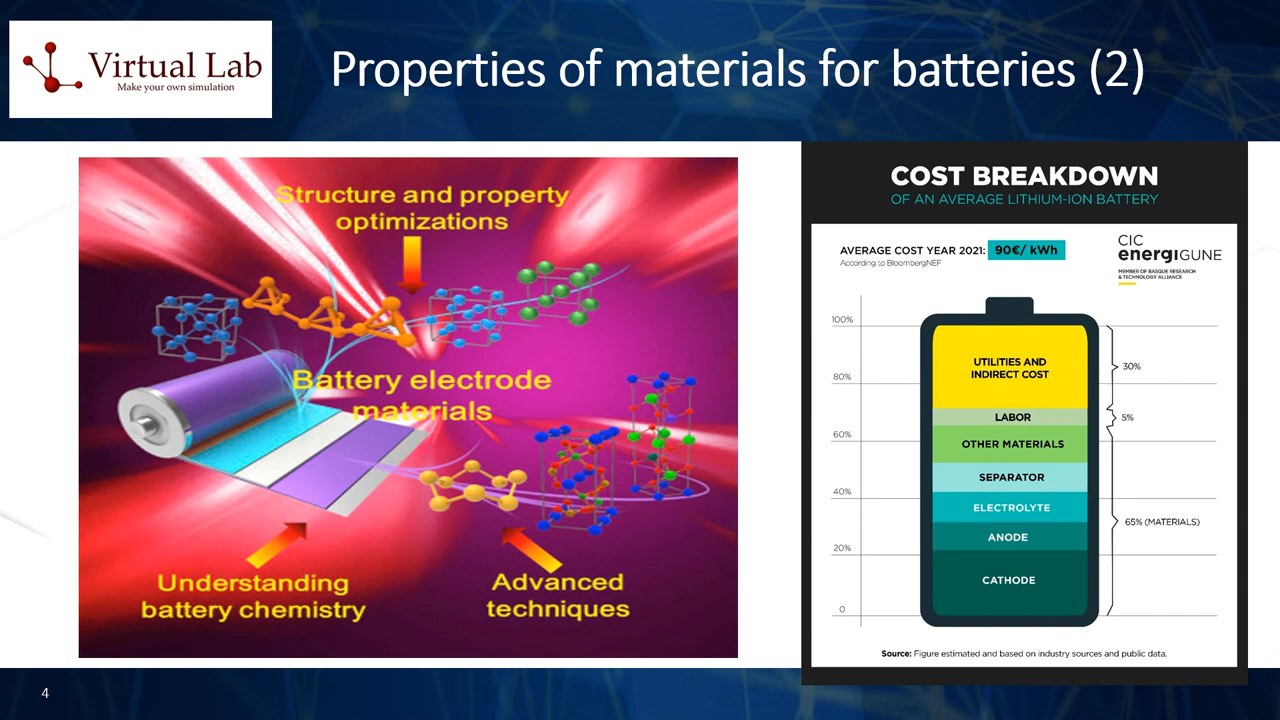 Virtual Lab
Make your own simulation
Properties of materials for batteries (2)
Structure and property
optimizations
Battery electrode
materials
Understanding
battery chemistry
Advanced
techniques
COST BREAKDOWN
OF AN AVERAGE LITHIUM-ION BATTERY
AVERAGE COST YEAR 2021: 90€/ kWh
According to BloombergNEF
CIC
energiGUNE
MEMBER OF BASQUE RESEARCH
& TECHNOLOGY ALLIANCE
100%
80%
60%
40%
20%
0
UTILITIES AND
INDIRECT COST
LABOR
OTHER MATERIALS
SEPARATOR
ELECTROLYTE
ANODE
CATHODE
30%
5%
65% (MATERIALS)
Source: Figure estimated and based on industry sources and public data.
4